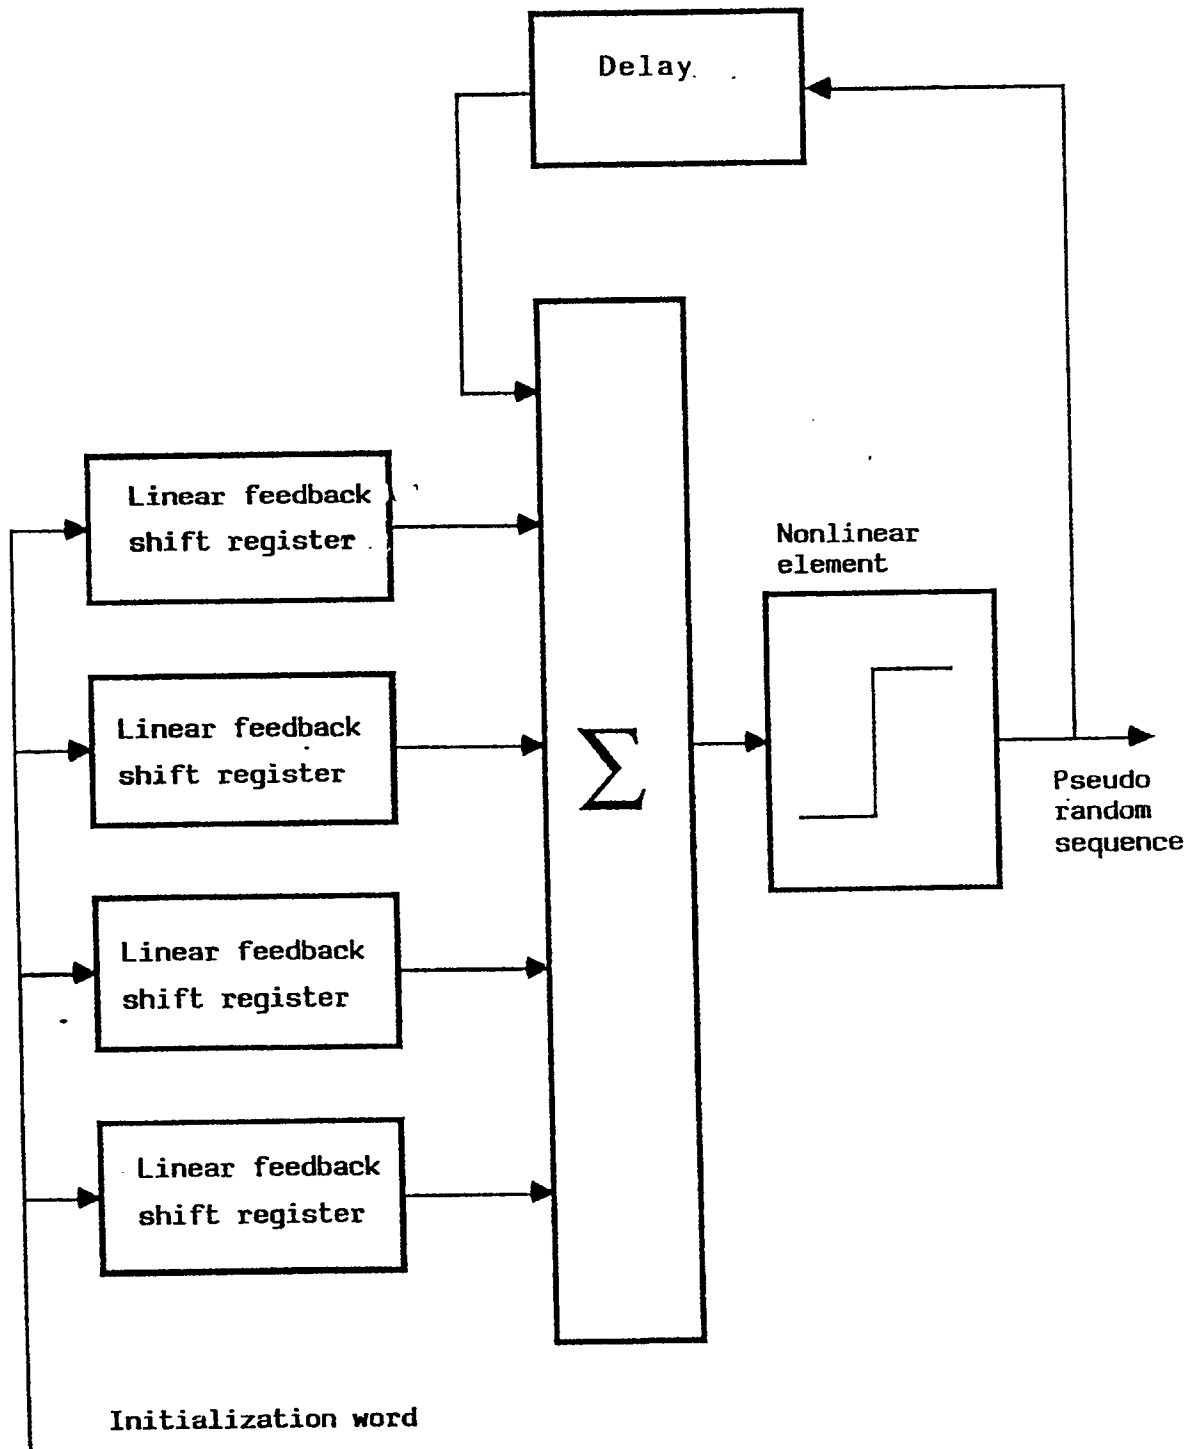 Delay
Linear feedback
shift register
Nonlinear
element
Linear feedback
shift register
Σ
Pseudo
random
sequence
Linear feedback
shift register
Linear feedback
shift register
Initialization word